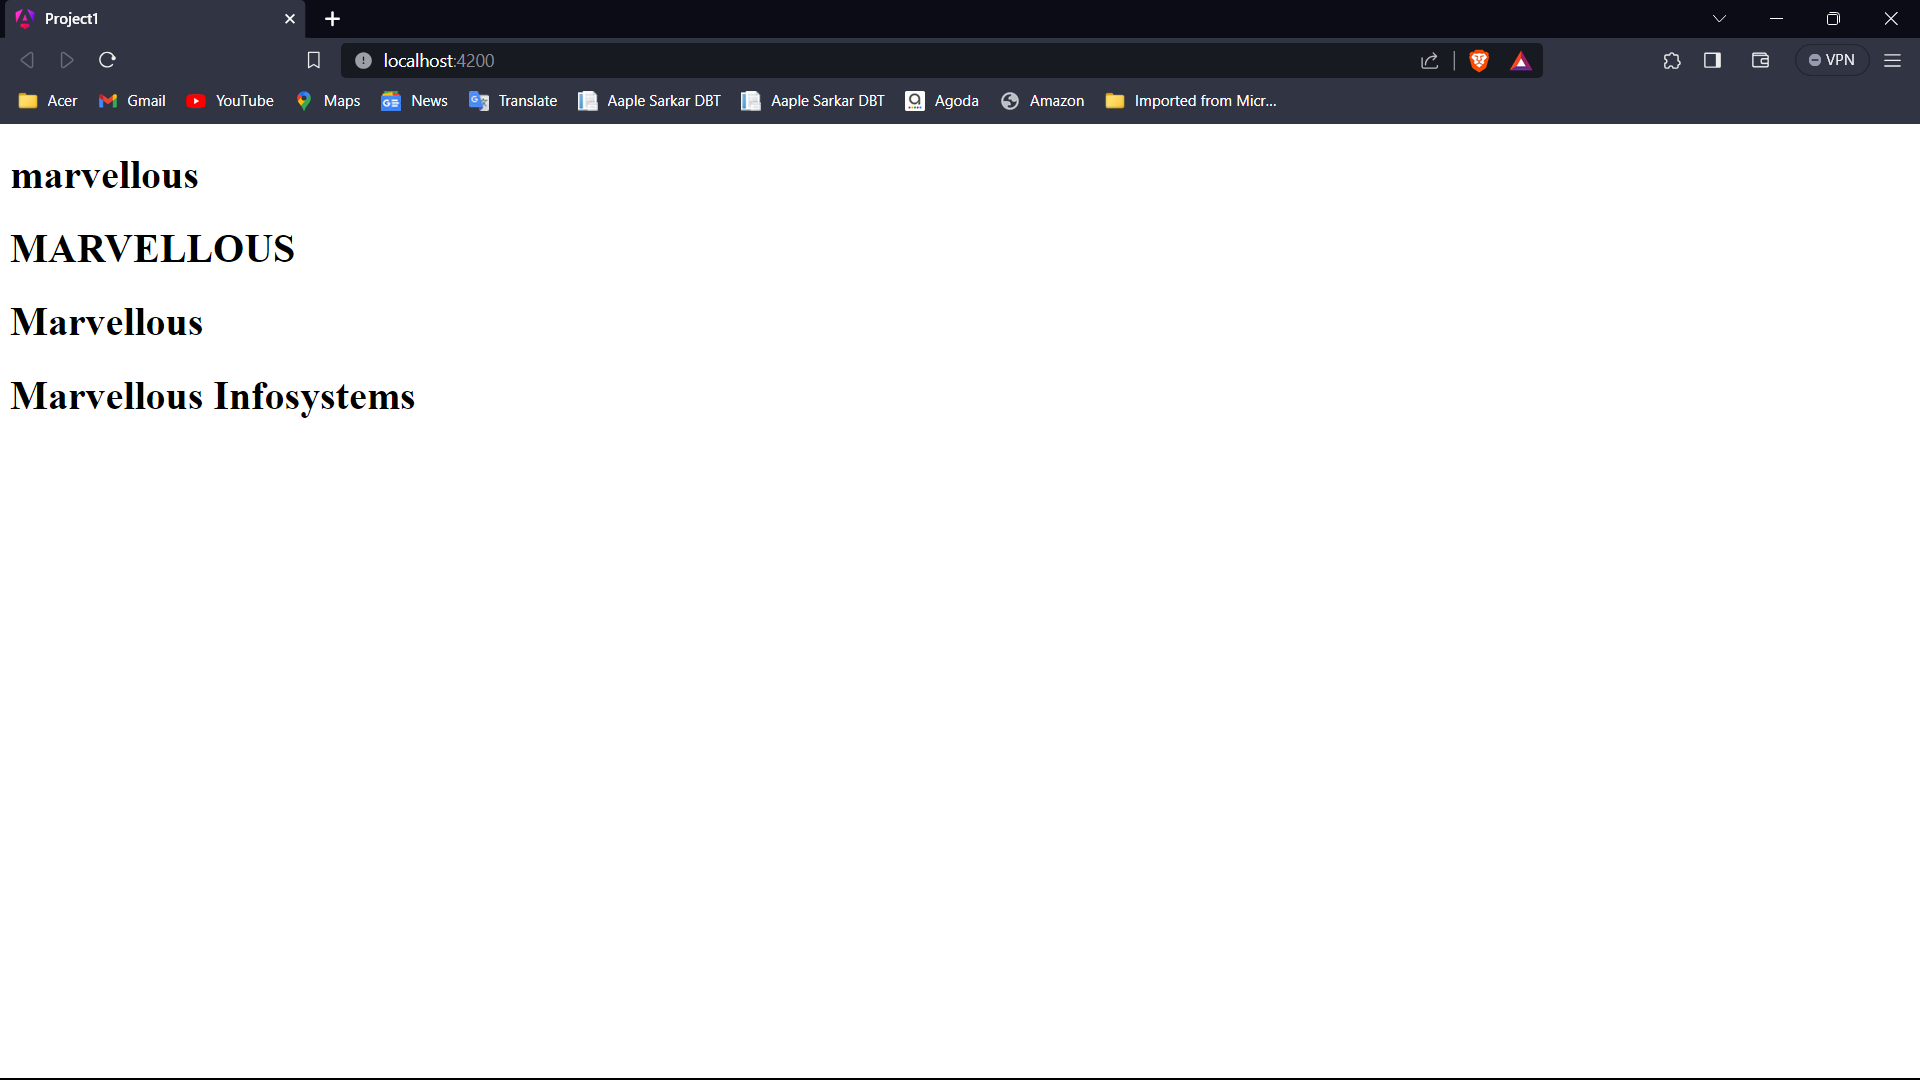 Project1
localhost:4200
VPN
Acer Gmail YouTube Maps News Translate Aaple Sarkar DBT Aaple Sarkar DBT Agoda Amazon Imported from Micr...
marvellous
MARVELLOUS
Marvellous
Marvellous Infosystems